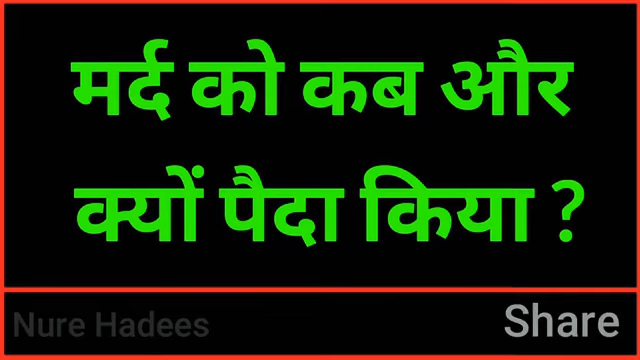 मर्द को कब और
क्यों पैदा किया ?
Nure Hadees
Share